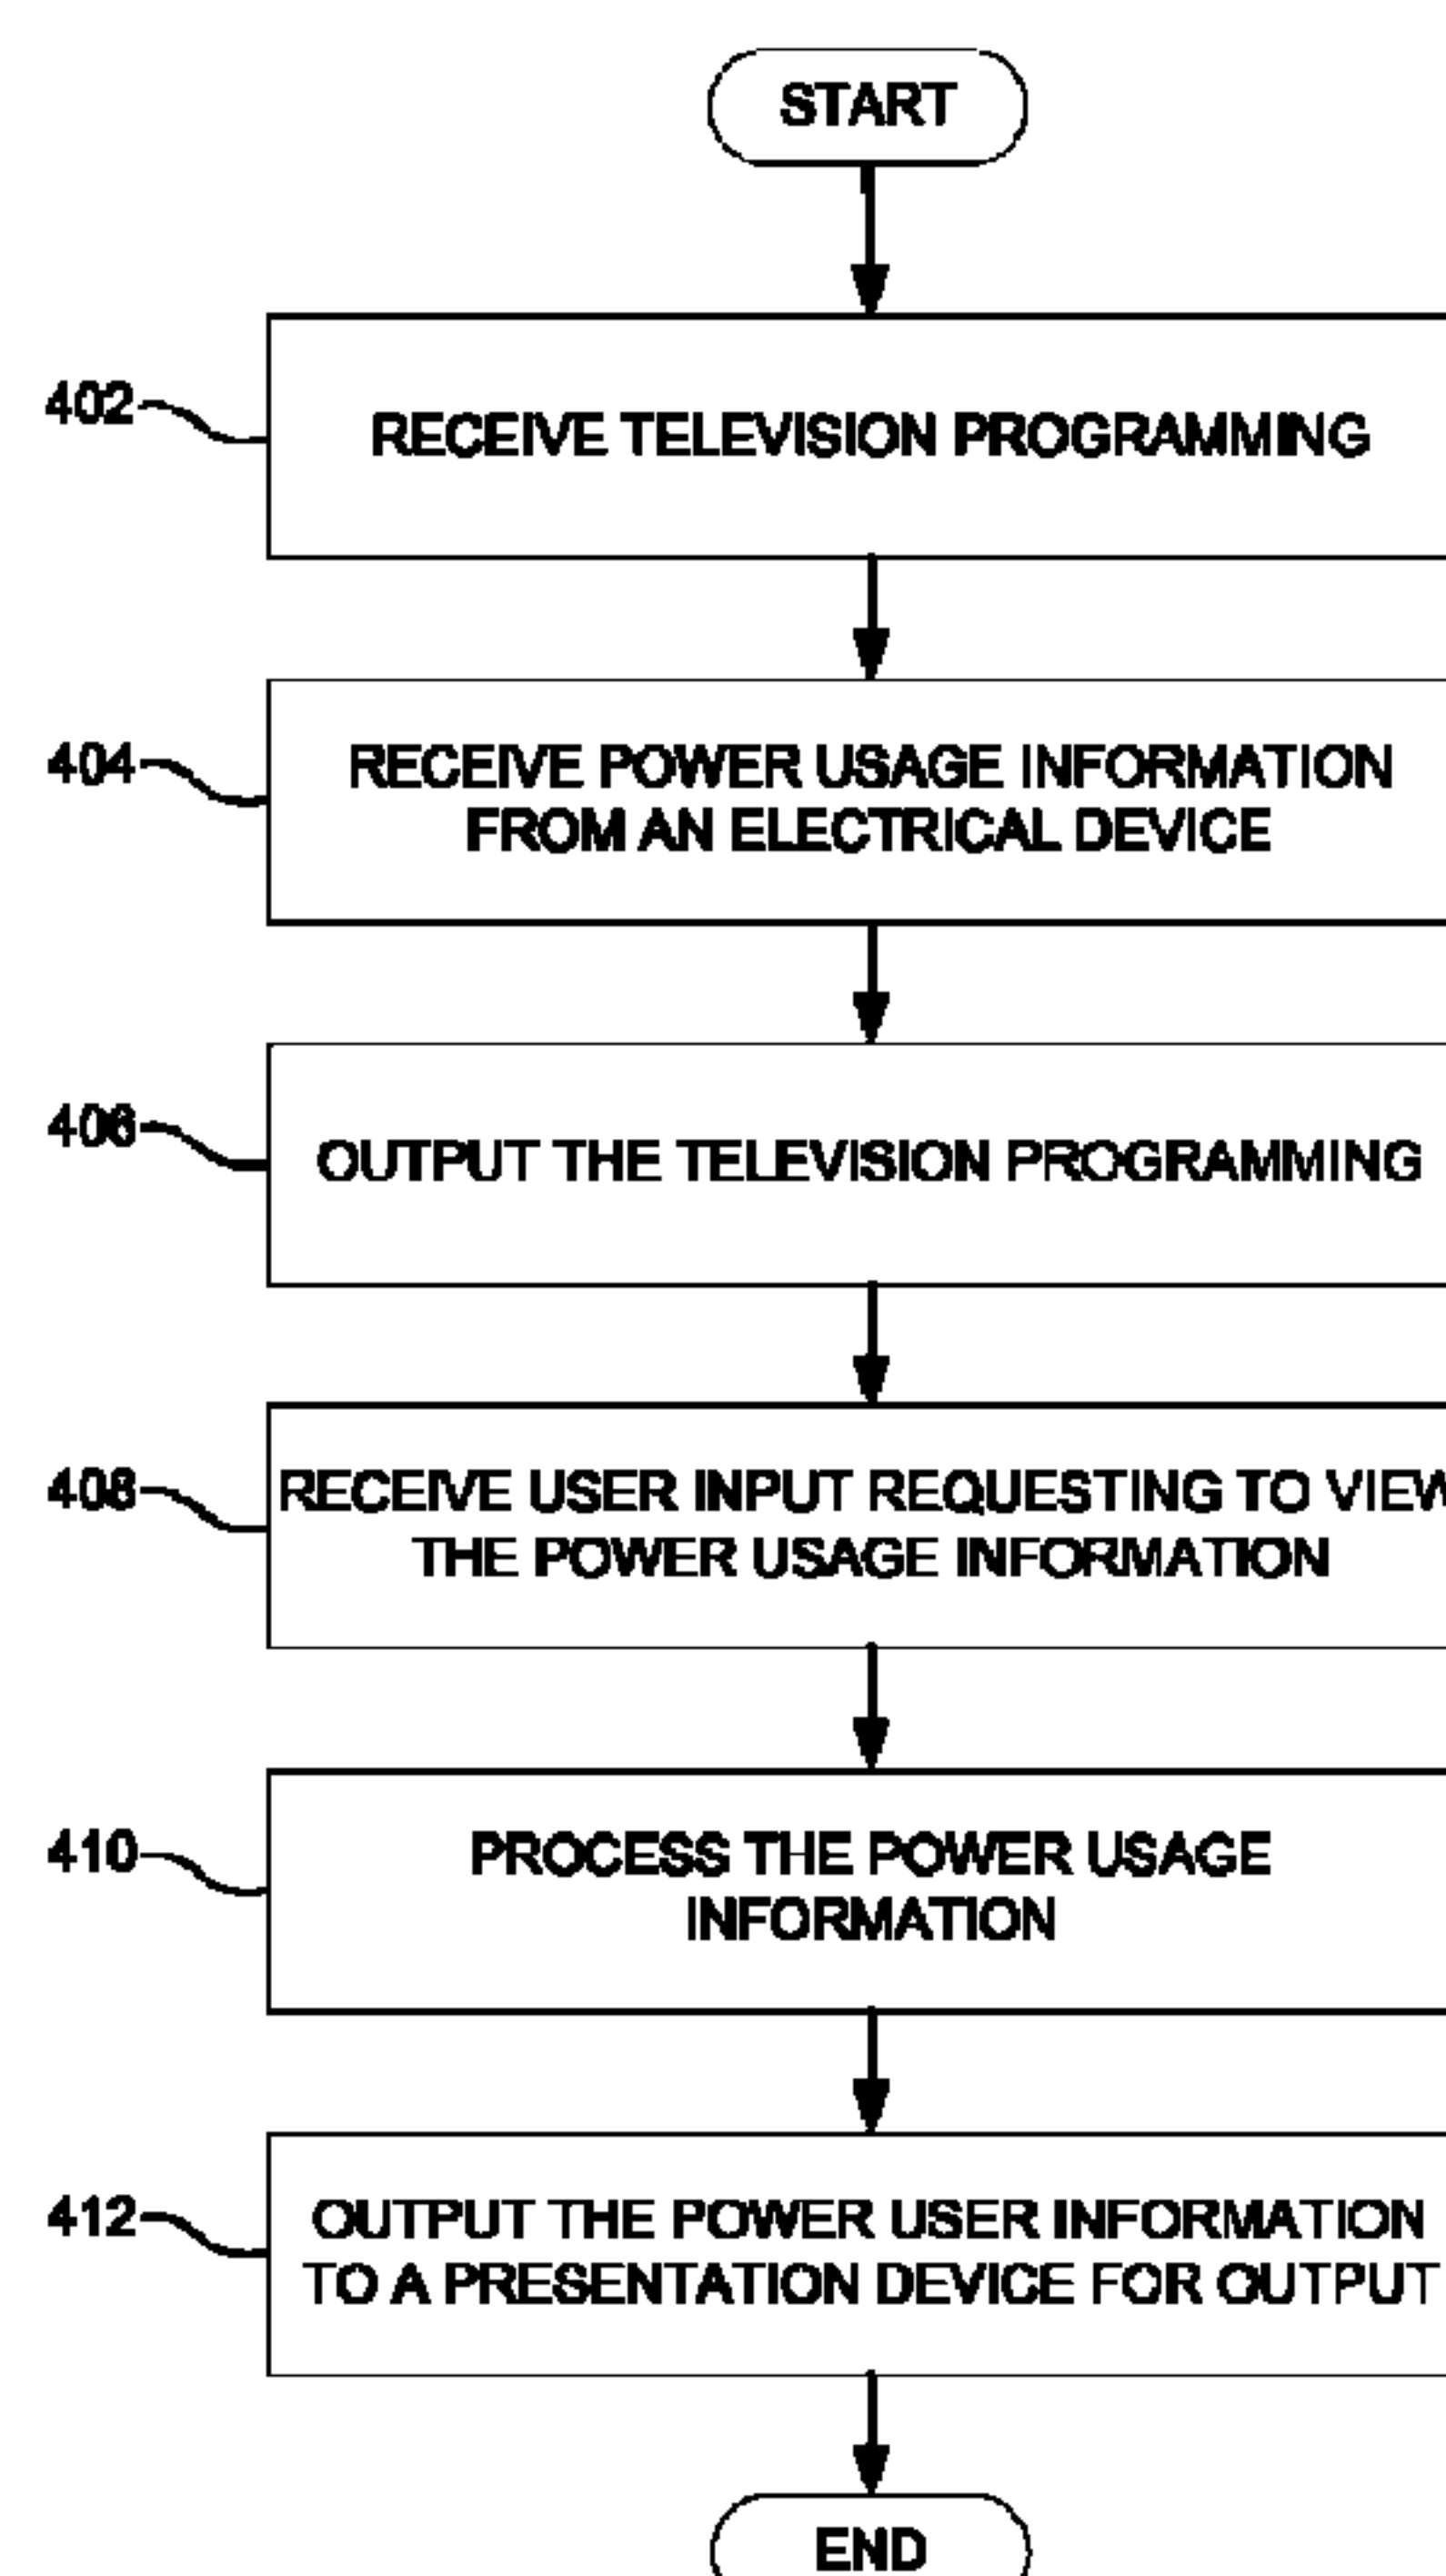 START
402
RECEIVE TELEVISION PROGRAMMING
404
RECEIVE POWER USAGE INFORMATION
FROM AN ELECTRICAL DEVICE
406
OUTPUT THE TELEVISION PROGRAMMING
408
RECEIVE USER INPUT REQUESTING TO VIEW
THE POWER USAGE INFORMATION
410
PROCESS THE POWER USAGE
INFORMATION
412
OUTPUT THE POWER USER INFORMATION
TO A PRESENTATION DEVICE FOR OUTPUT
END